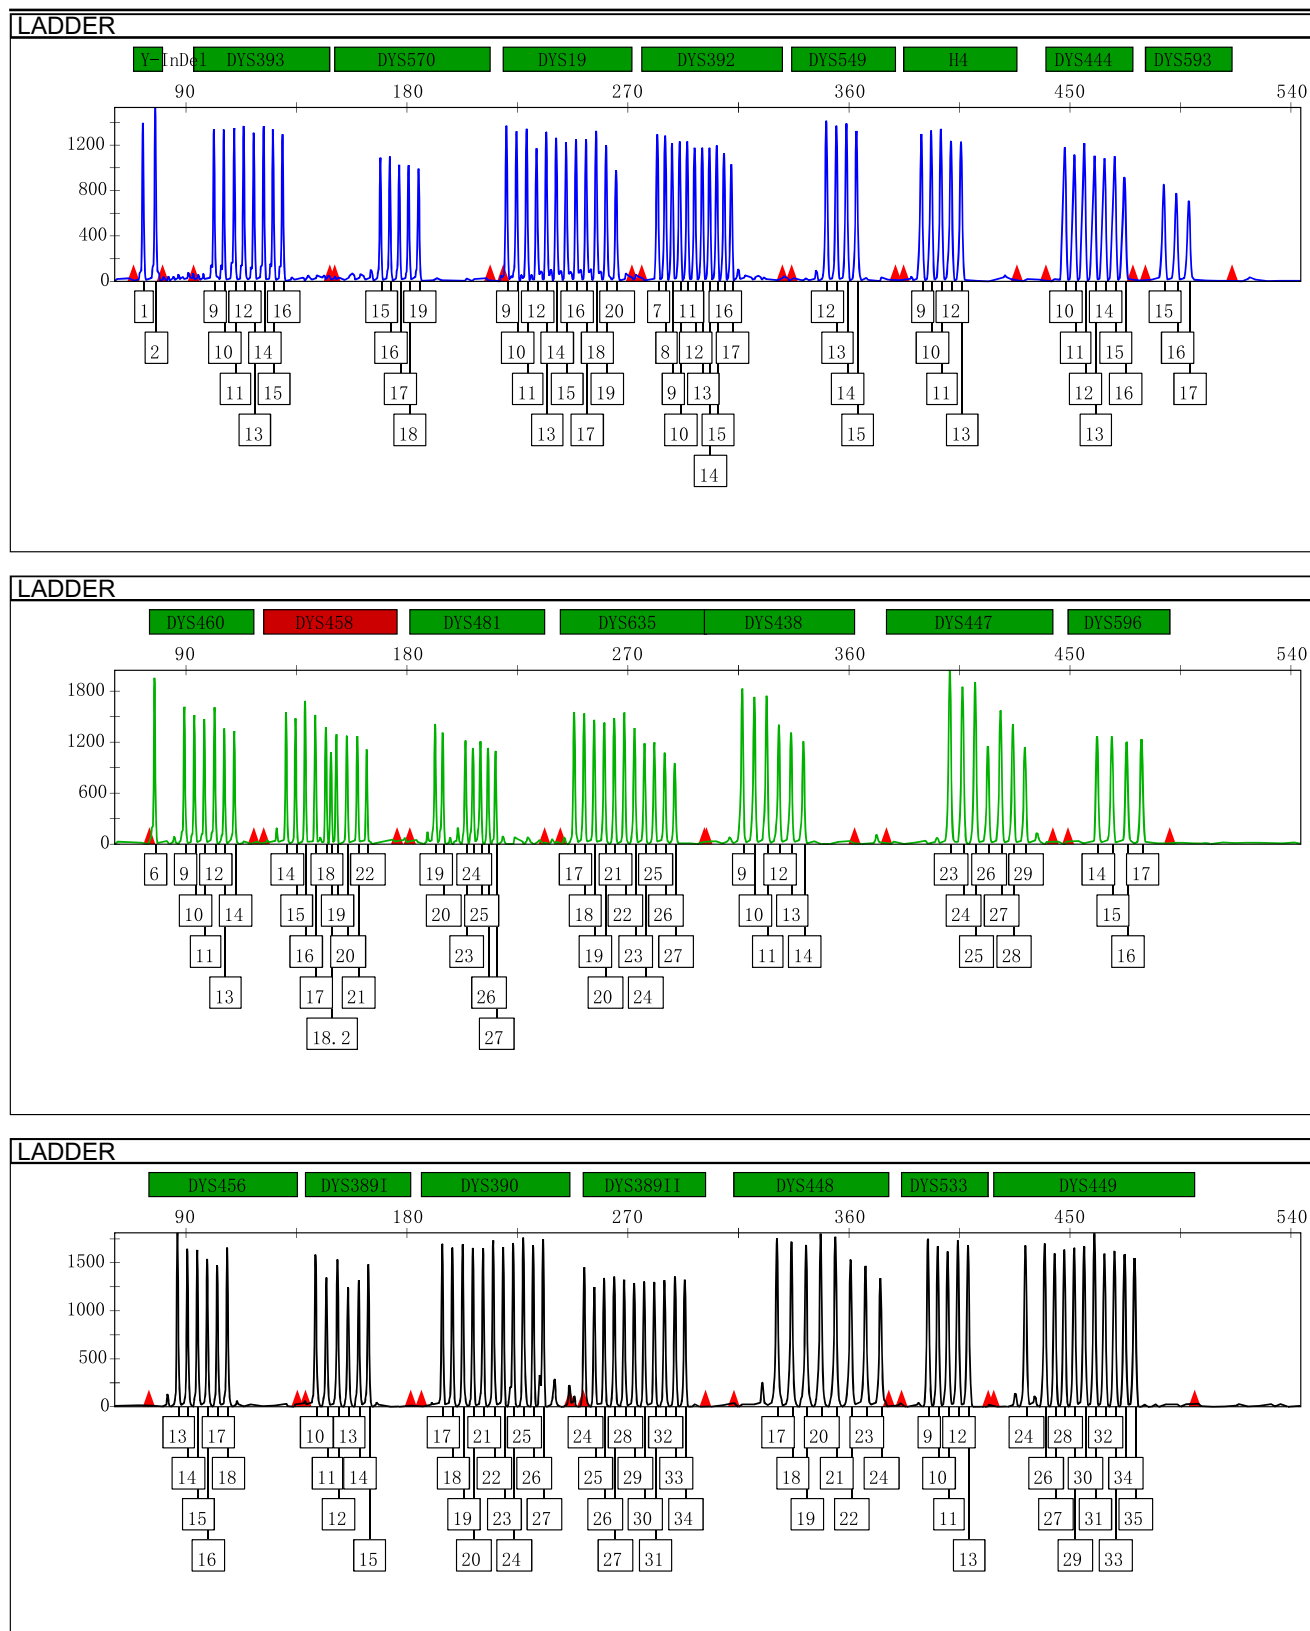 LADDER
Y-InDel DYS393 DYS570 DYS19 DYS392 DYS549 H4 DYS444 DYS593
90 180 270 360 450 540
1200
800
400
0
1 9 12 16 15 19 9 12 16 20 7 11 16 12 9 12 10 14 15
2 10 14 16 10 14 18 8 12 17 13 10 11 15 16
11 15 17 11 15 19 9 13 14 11 12 16 17
13 18 13 17 10 15 15 13 13
14
LADDER
DYS460 DYS458 DYS481 DYS635 DYS438 DYS447 DYS596
90 180 270 360 450 540
1800
1200
600
0
6 9 12 14 18 22 19 24 17 21 25 9 12 23 26 29 14 17
10 14 15 19 20 25 18 22 26 10 13 24 27 15
11 16 20 23 19 23 27 11 14 25 28 16
13 17 21 26 20 24
18.2 27
LADDER
DYS456 DYS389I DYS390 DYS389II DYS448 DYS533 DYS449
90 180 270 360 450 540
1500
1000
500
0
13 17 10 13 17 21 25 24 28 32 17 20 23 9 12 24 28 32
14 18 11 14 18 22 26 25 29 33 18 21 24 10 26 30 34
15 12 19 23 27 26 30 34 19 22 11 27 31 35
16 15 20 24 27 31 13 29 33